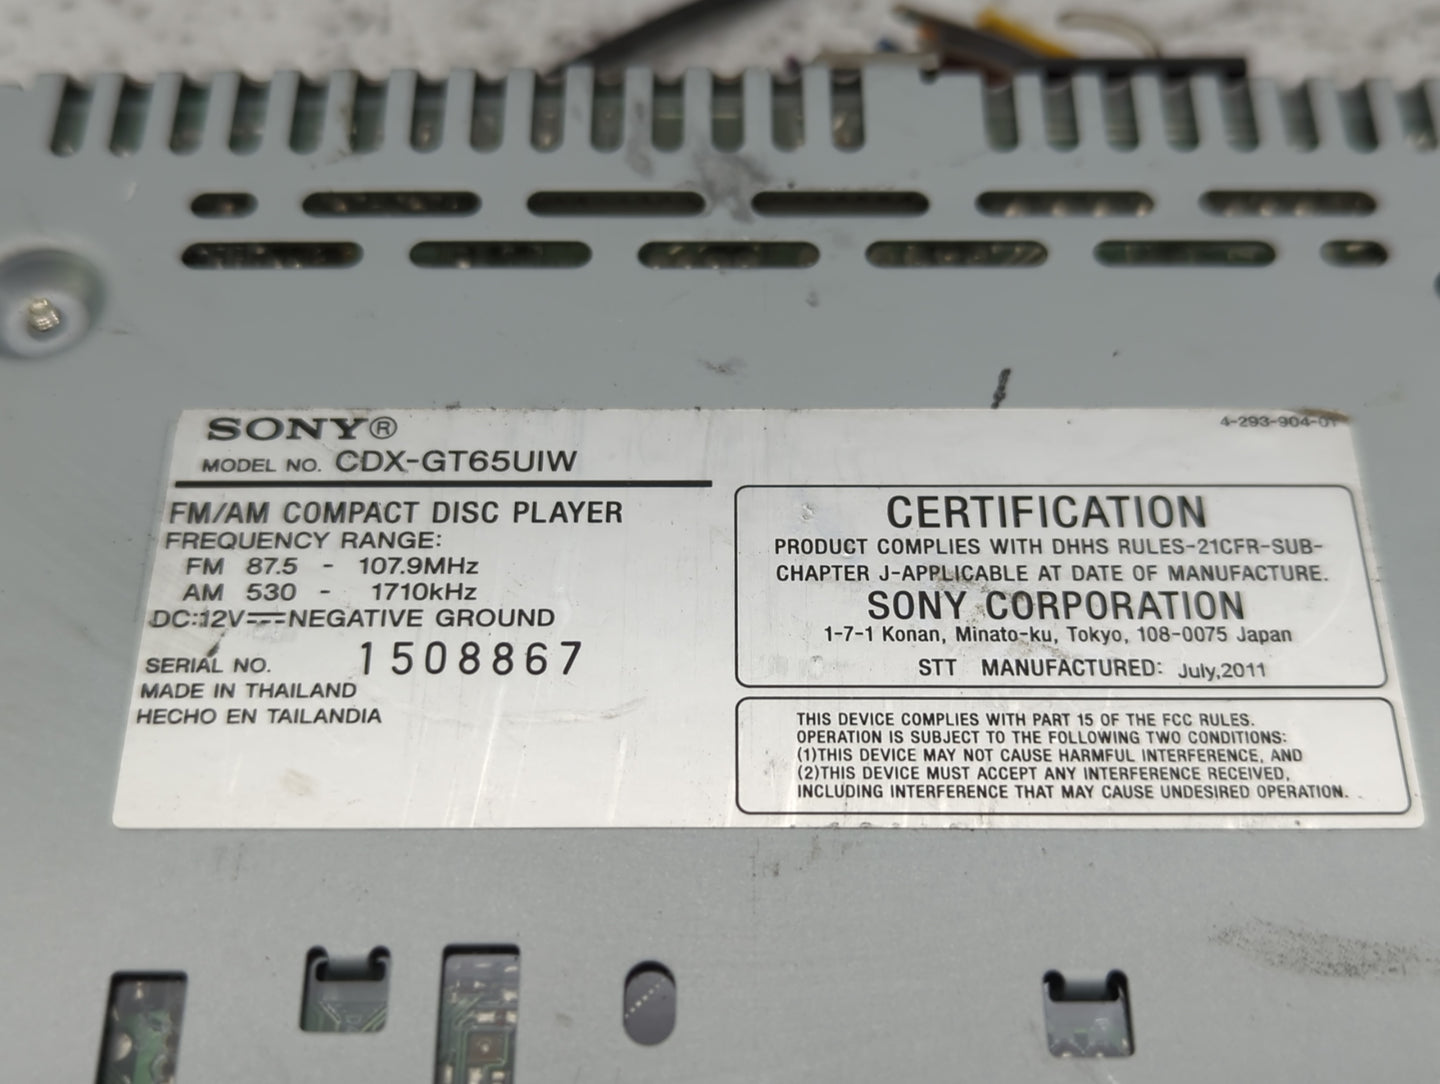 SONY®
MODEL NO. CDX-GT65UIW
4-293-904-01
FM/AM COMPACT DISC PLAYER
FREQUENCY RANGE:
FM 87.5 - 107.9MHz
AM 530 - 1710kHz
DC:12V⎓NEGATIVE GROUND
SERIAL NO. 1508867
MADE IN THAILAND
HECHO EN TAILANDIA
CERTIFICATION
PRODUCT COMPLIES WITH DHHS RULES-21CFR-SUB-
CHAPTER J-APPLICABLE AT DATE OF MANUFACTURE.
SONY CORPORATION
1-7-1 Konan, Minato-ku, Tokyo, 108-0075 Japan
STT MANUFACTURED: July,2011
THIS DEVICE COMPLIES WITH PART 15 OF THE FCC RULES.
OPERATION IS SUBJECT TO THE FOLLOWING TWO CONDITIONS:
(1)THIS DEVICE MAY NOT CAUSE HARMFUL INTERFERENCE, AND
(2)THIS DEVICE MUST ACCEPT ANY INTERFERENCE RECEIVED,
INCLUDING INTERFERENCE THAT MAY CAUSE UNDESIRED OPERATION.